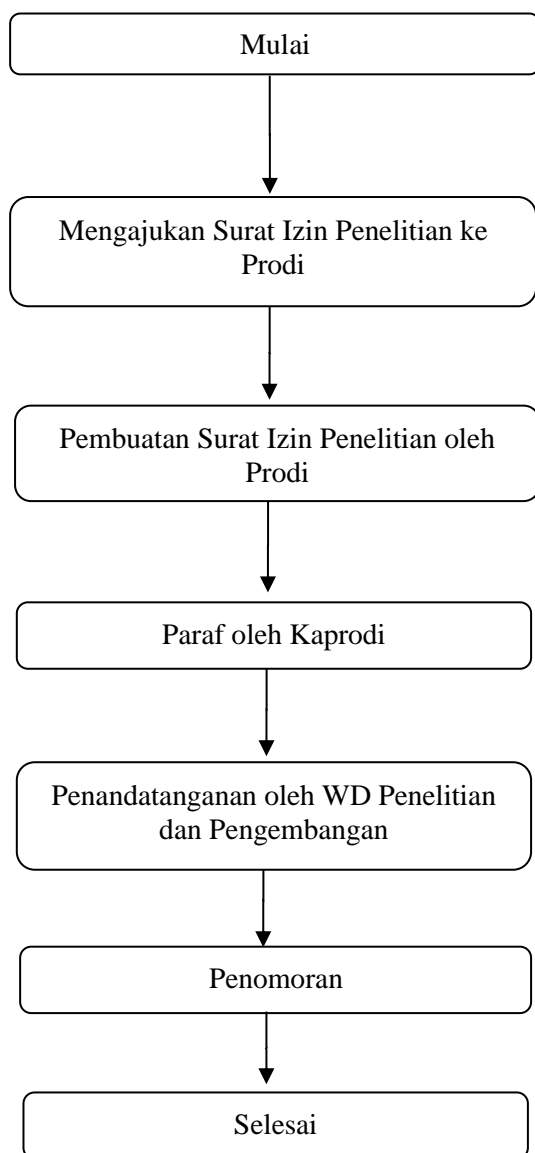 Mulai
Mengajukan Surat Izin Penelitian ke
Prodi
Pembuatan Surat Izin Penelitian oleh
Prodi
Paraf oleh Kaprodi
Penandatanganan oleh WD Penelitian
dan Pengembangan
Penomoran
Selesai